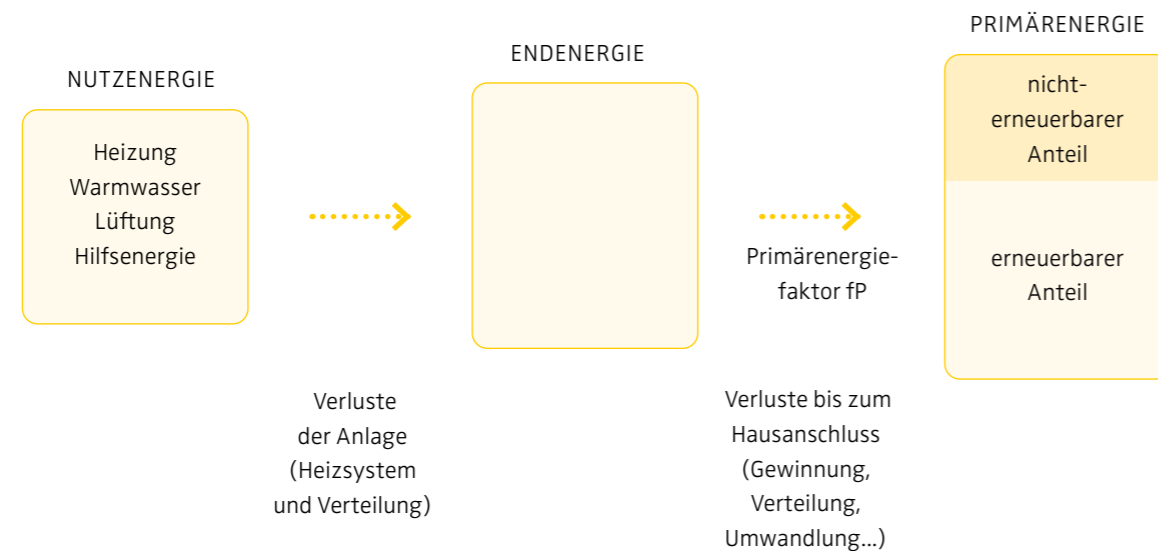 NUTZENERGIE
Heizung
Warmwasser
Lüftung
Hilfsenergie
Verluste
der Anlage
(Heizsystem
und Verteilung)
ENDENERGIE
Primärenergie-
faktor fP
Verluste bis zum
Hausanschluss
(Gewinnung,
Verteilung,
Umwandlung...)
PRIMÄRENERGIE
nicht-
erneuerbarer
Anteil
erneuerbarer
Anteil